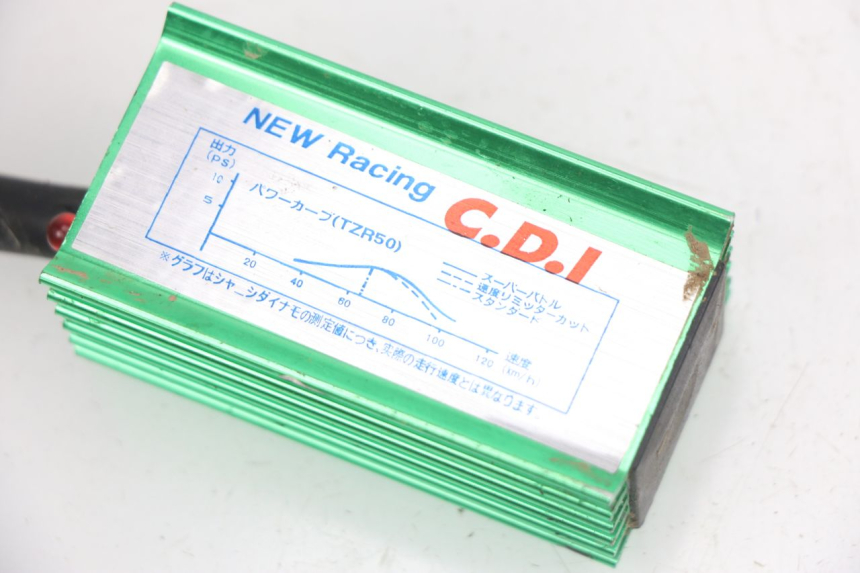 NEW Racing
C.D.I
出力
(PS)
10
5
パワーカーブ(TZR50)
スーパーバトル
速度リミッターカット
スタンダード
20
40
60
80
100
120
速度
(km/h)
※グラフはシャーシダイナモの測定値につき、実際の走行速度とは異なります